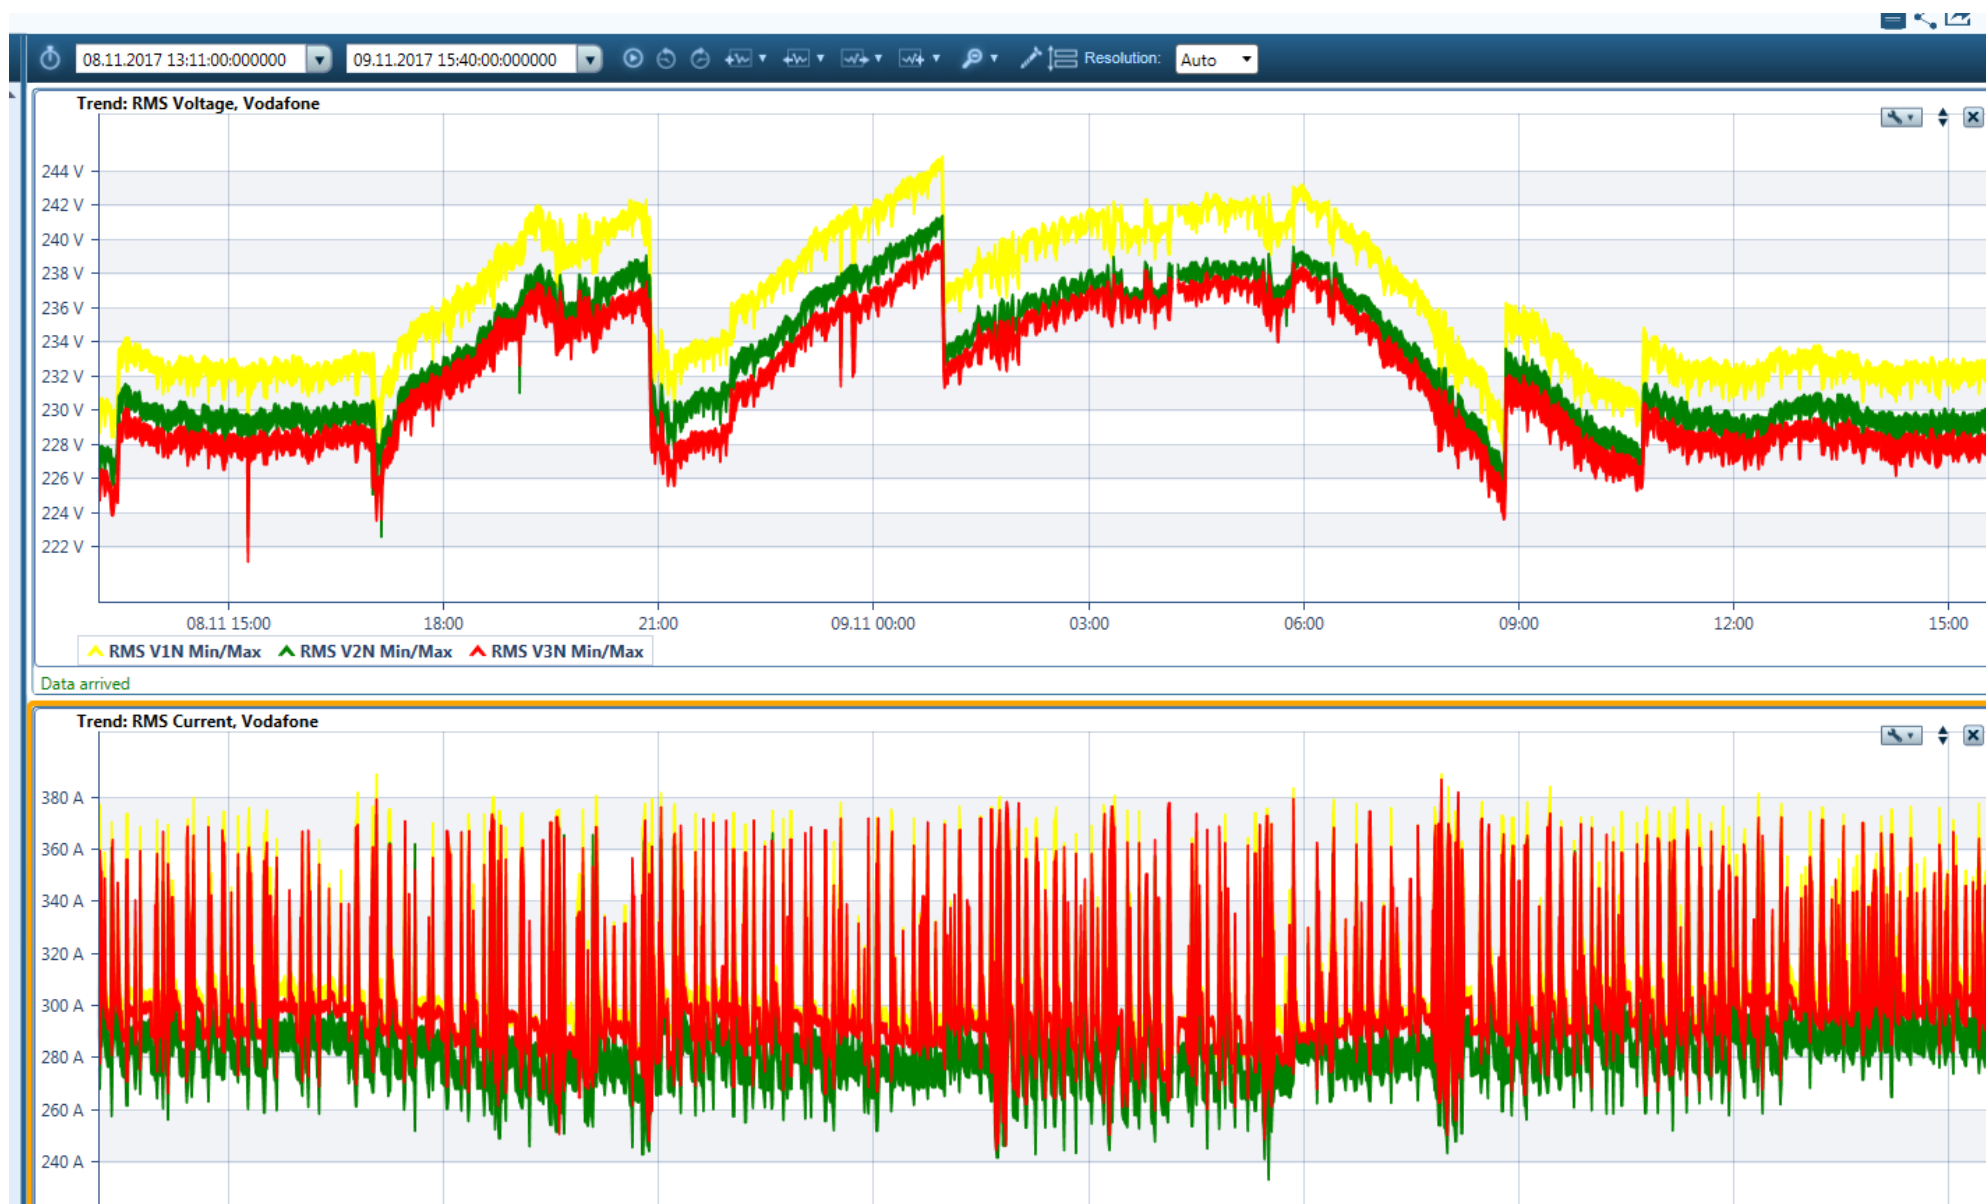 08.11.2017 13:11:00:000000 09.11.2017 15:40:00:000000 Resolution: Auto
Trend: RMS Voltage, Vodafone
244 V
242 V
240 V
238 V
236 V
234 V
232 V
230 V
228 V
226 V
224 V
222 V
08.11 15:00 18:00 21:00 09.11 00:00 03:00 06:00 09:00 12:00 15:00
RMS V1N Min/Max RMS V2N Min/Max RMS V3N Min/Max
Data arrived
Trend: RMS Current, Vodafone
380 A
360 A
340 A
320 A
300 A
280 A
260 A
240 A